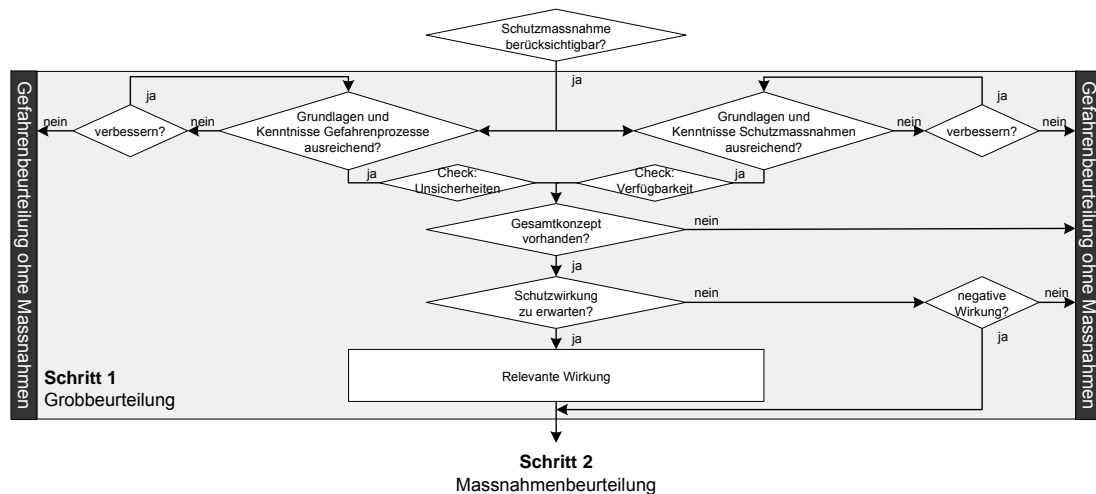 Schutzmassnahme
berücksichtigbar?
ja
Gefahrenbeurteilung ohne Massnahmen
ja
nein
verbessern?
nein
Grundlagen und
Kenntnisse Gefahrenprozesse
ausreichend?
Grundlagen und
Kenntnisse Schutzmassnahmen
ausreichend?
nein
ja
verbessern?
nein
Gefahrenbeurteilung ohne Massnahmen
ja
Check:
Unsicherheiten
Check:
Verfügbarkeit
ja
Gesamtkonzept
vorhanden?
nein
ja
Schutzwirkung
zu erwarten?
nein
negative
Wirkung?
nein
ja
ja
Relevante Wirkung
Schritt 1
Grobbeurteilung
Schritt 2
Massnahmenbeurteilung